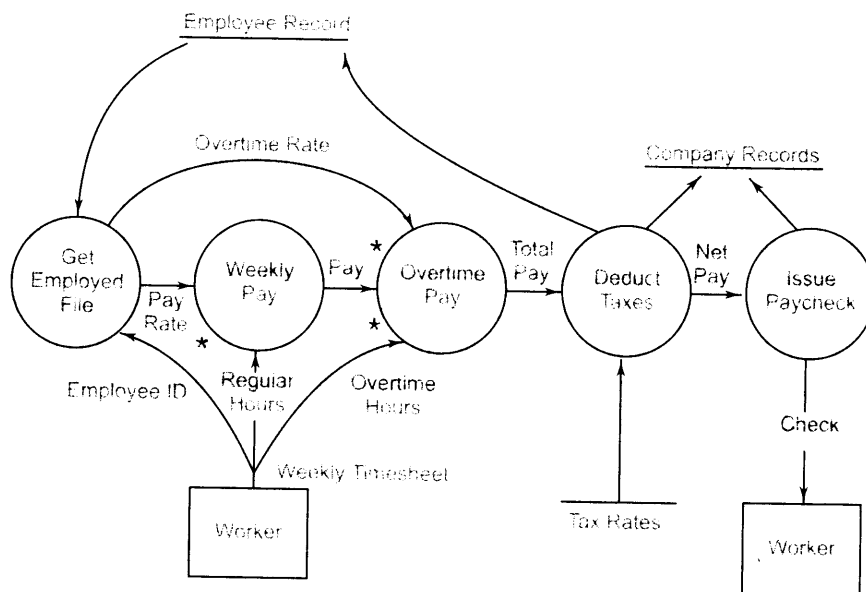 Employee Record
Overtime Rate
Company Records
Get
Employed
File
Pay
Rate
*
Weekly
Pay
Pay
*
*
Overtime
Pay
Total
Pay
Deduct
Taxes
Net
Pay
Issue
Paycheck
Employee ID
Regular
Hours
Overtime
Hours
Check
Weekly Timesheet
Worker
Tax Rates
Worker